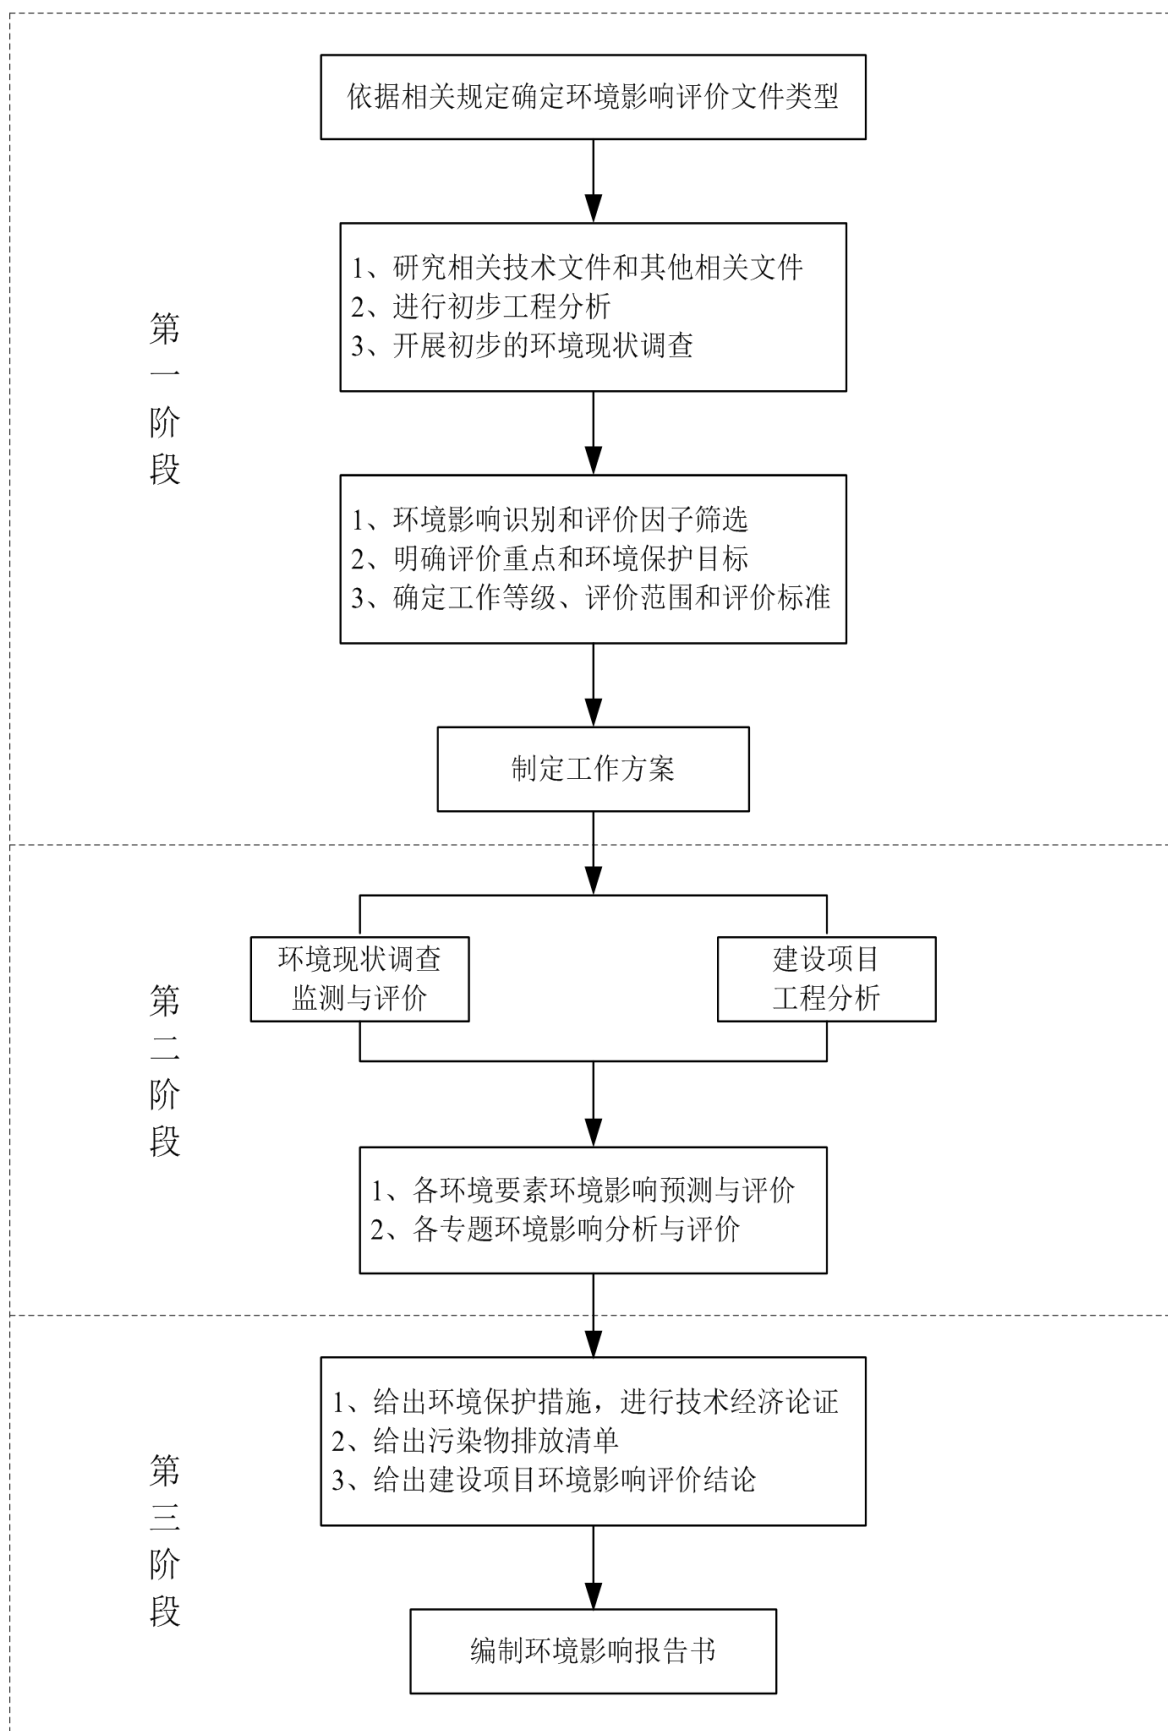 依据相关规定确定环境影响评价文件类型
1、研究相关技术文件和其他相关文件
2、进行初步工程分析
3、开展初步的环境现状调查
第一阶段
1、环境影响识别和评价因子筛选
2、明确评价重点和环境保护目标
3、确定工作等级、评价范围和评价标准
制定工作方案
环境现状调查
监测与评价
建设项目
工程分析
第二阶段
1、各环境要素环境影响预测与评价
2、各专题环境影响分析与评价
1、给出环境保护措施，进行技术经济论证
2、给出污染物排放清单
3、给出建设项目环境影响评价结论
第三阶段
编制环境影响报告书